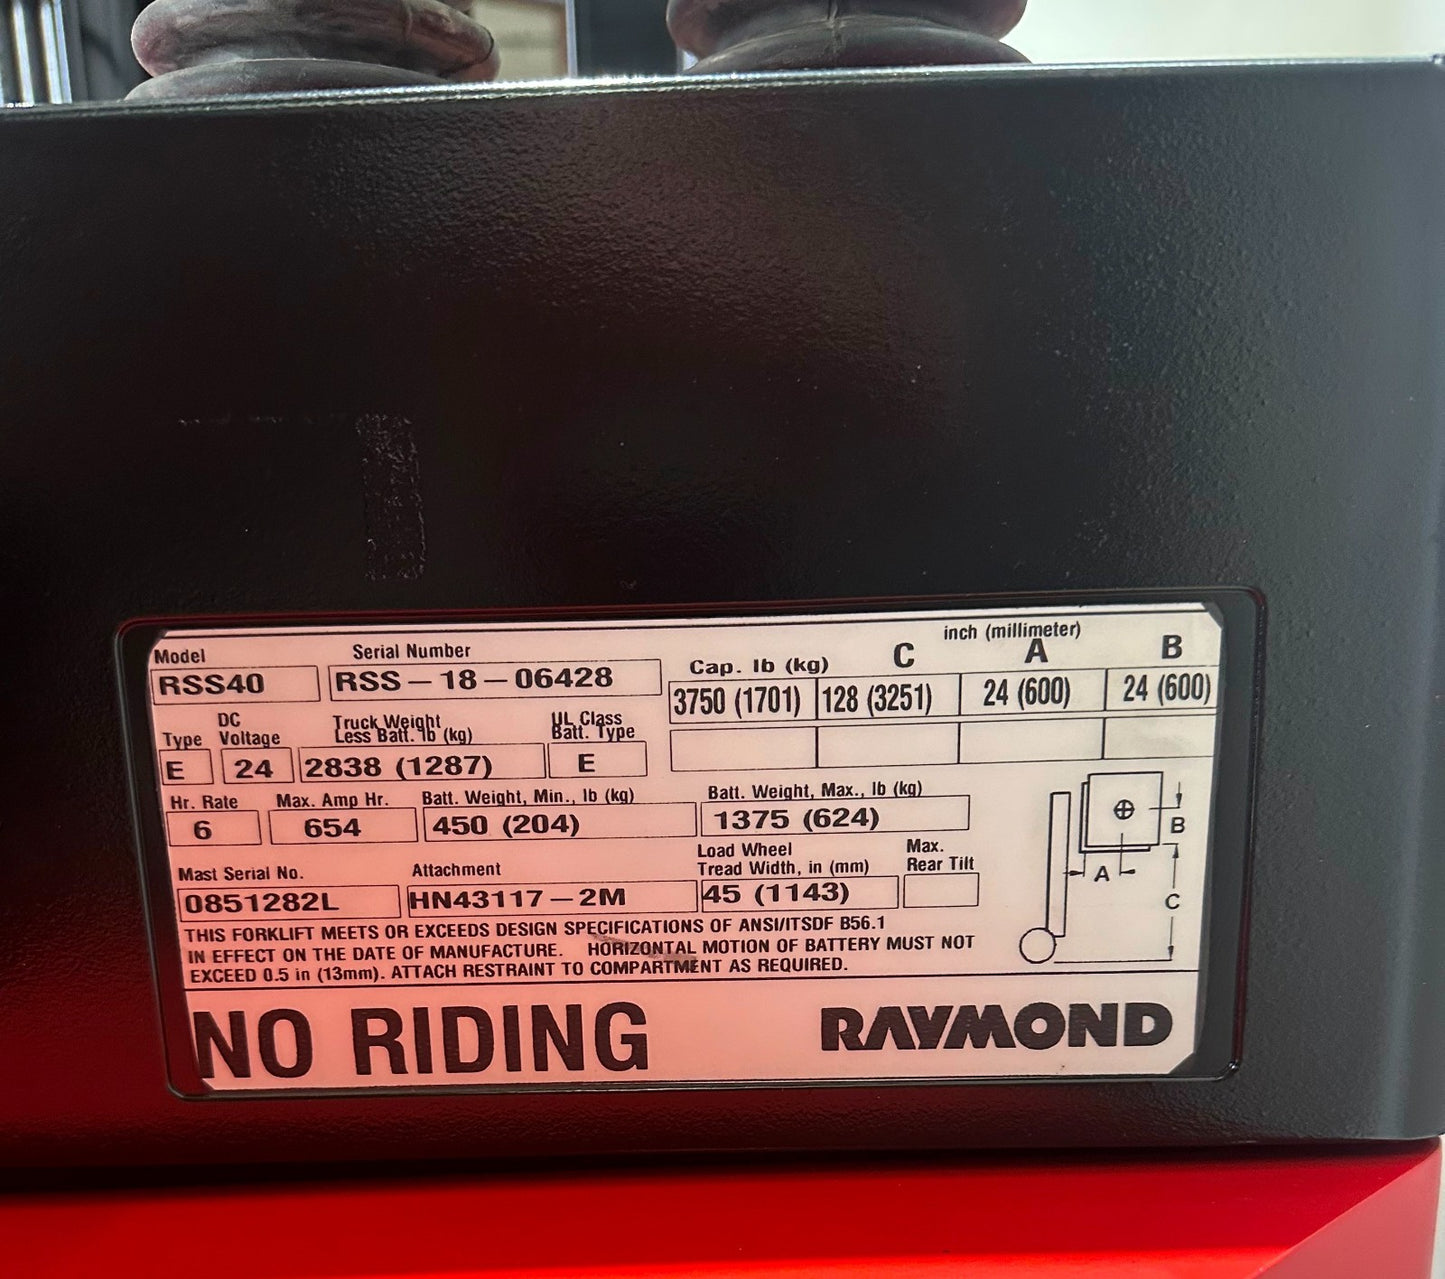 inch (millimeter)
Model Serial Number Cap. lb (kg) C A B
RSS40 RSS - 18 - 06428 3750 (1701) 128 (3251) 24 (600) 24 (600)
DC Truck Weight UL Class
Type Voltage Less Batt. lb (kg) Batt. Type
E 24 2838 (1287) E
Hr. Rate Max. Amp Hr. Batt. Weight, Min., lb (kg) Batt. Weight, Max., lb (kg)
6 654 450 (204) 1375 (624)
Load Wheel Max.
Mast Serial No. Attachment Tread Width, in (mm) Rear Tilt
0851282L HN43117 - 2M 45 (1143)
B
A
C
THIS FORKLIFT MEETS OR EXCEEDS DESIGN SPECIFICATIONS OF ANSI/ITSDF B56.1
IN EFFECT ON THE DATE OF MANUFACTURE. HORIZONTAL MOTION OF BATTERY MUST NOT
EXCEED 0.5 in (13mm). ATTACH RESTRAINT TO COMPARTMENT AS REQUIRED.
NO RIDING RAYMOND